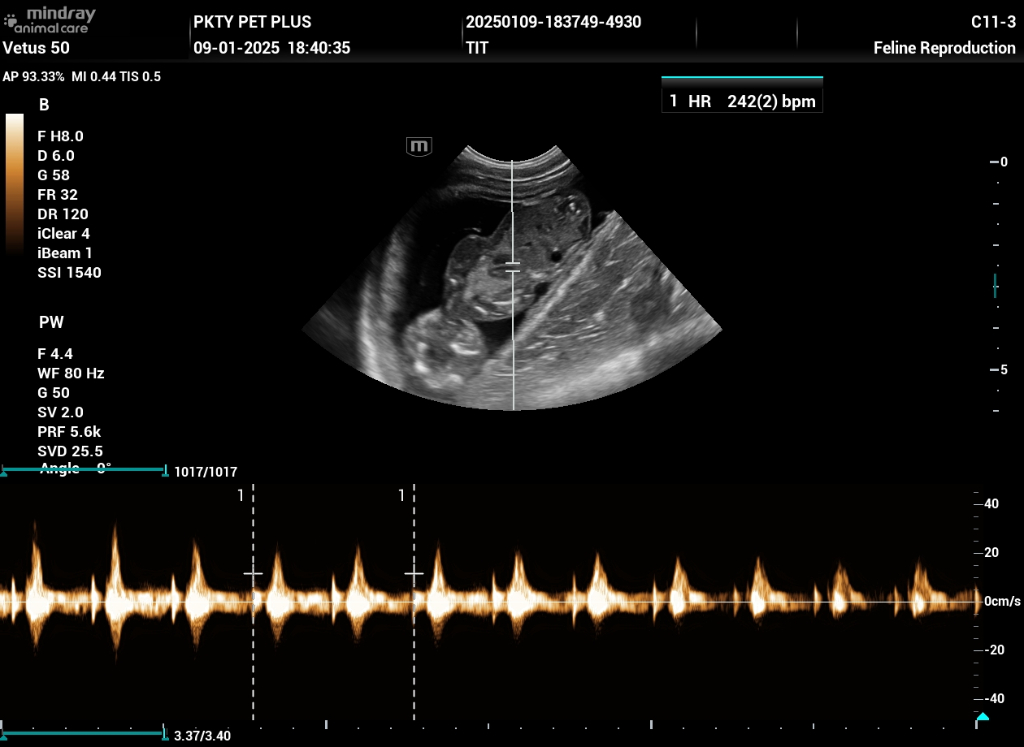 mindray
animalcare
Vetus 50
PKTY PET PLUS
09-01-2025 18:40:35
20250109-183749-4930
TIT
C11-3
Feline Reproduction
AP 93.33% MI 0.44 TIS 0.5
1 HR 242(2) bpm
B
F H8.0
D 6.0
G 58
FR 32
DR 120
iClear 4
iBeam 1
SSI 1540
m
0
5
PW
F 4.4
WF 80 Hz
G 50
SV 2.0
PRF 5.6k
SVD 25.5
Angle 0°
1017/1017
1
1
40
20
0cm/s
-20
-40
3.37/3.40